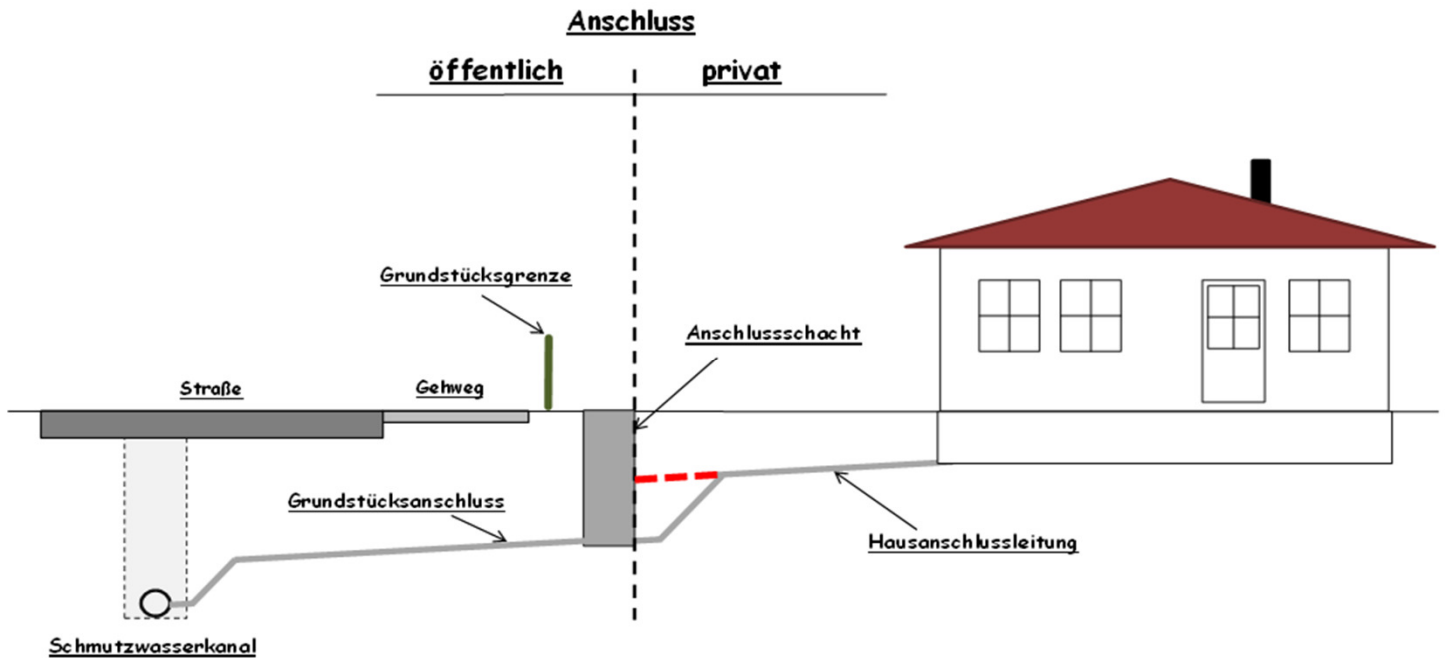 Anschluss
öffentlich
privat
Grundstücksgrenze
Anschlussschacht
Straße
Gehweg
Grundstücksanschluss
Hausanschlussleitung
Schmutzwasserkanal